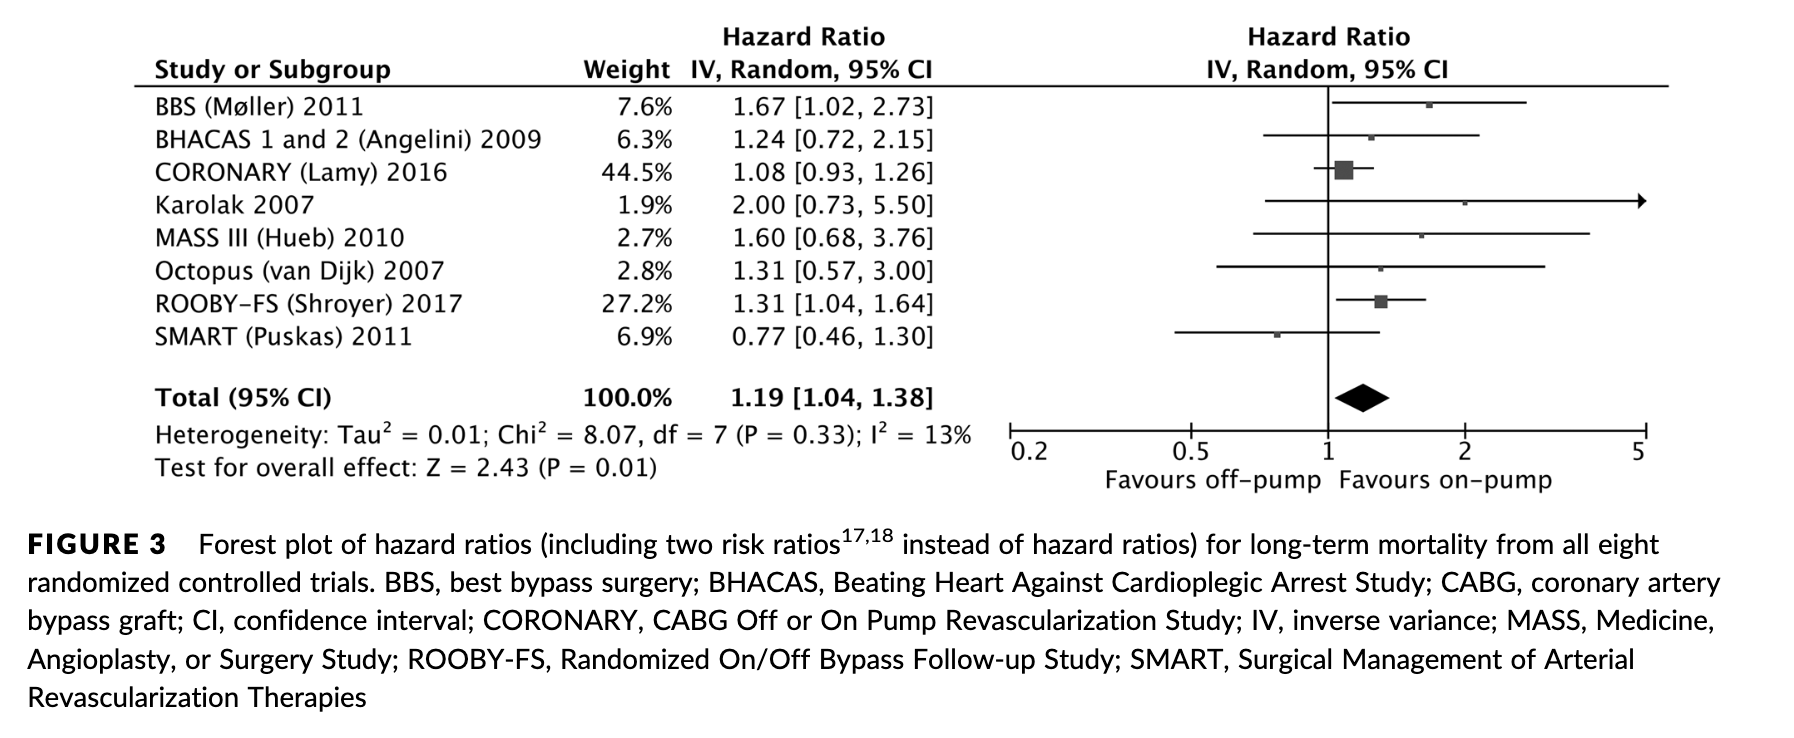 Hazard Ratio Hazard Ratio
Study or Subgroup Weight IV, Random, 95% CI IV, Random, 95% CI
BBS (Møller) 2011 7.6% 1.67 [1.02, 2.73]
BHACAS 1 and 2 (Angelini) 2009 6.3% 1.24 [0.72, 2.15]
CORONARY (Lamy) 2016 44.5% 1.08 [0.93, 1.26]
Karolak 2007 1.9% 2.00 [0.73, 5.50]
MASS III (Hueb) 2010 2.7% 1.60 [0.68, 3.76]
Octopus (van Dijk) 2007 2.8% 1.31 [0.57, 3.00]
ROOBY–FS (Shroyer) 2017 27.2% 1.31 [1.04, 1.64]
SMART (Puskas) 2011 6.9% 0.77 [0.46, 1.30]
Total (95% CI) 100.0% 1.19 [1.04, 1.38]
Heterogeneity: Tau² = 0.01; Chi² = 8.07, df = 7 (P = 0.33); I² = 13%
Test for overall effect: Z = 2.43 (P = 0.01)
0.2 0.5 1 2 5
Favours off–pump Favours on–pump
FIGURE 3 Forest plot of hazard ratios (including two risk ratios¹⁷,¹⁸ instead of hazard ratios) for long-term mortality from all eight
randomized controlled trials. BBS, best bypass surgery; BHACAS, Beating Heart Against Cardioplegic Arrest Study; CABG, coronary artery
bypass graft; CI, confidence interval; CORONARY, CABG Off or On Pump Revascularization Study; IV, inverse variance; MASS, Medicine,
Angioplasty, or Surgery Study; ROOBY-FS, Randomized On/Off Bypass Follow-up Study; SMART, Surgical Management of Arterial
Revascularization Therapies